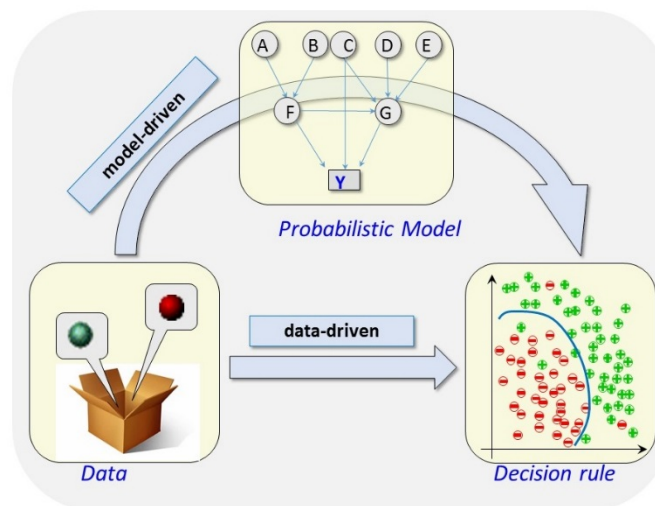 A B C D E
F G
Y
model-driven
Probabilistic Model
data-driven
Data
Decision rule